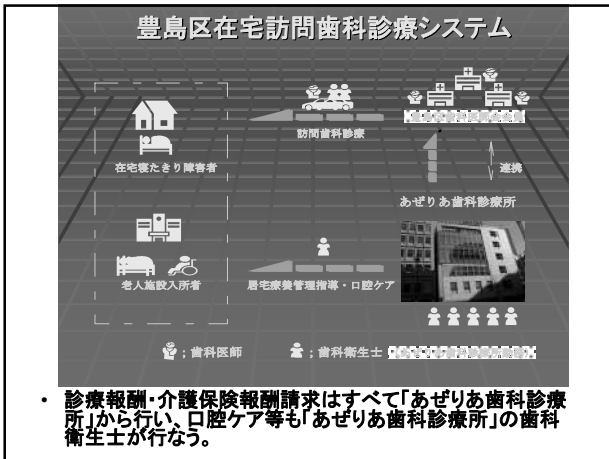 豊島区在宅訪問歯科診療システム
訪問歯科診療
在宅寝たきり障害者
連携
あぜりあ歯科診療所
老人施設入所者
居宅療養管理指導・口腔ケア
;歯科医師
;歯科衛生士
• 診療報酬・介護保険報酬請求はすべて「あぜりあ歯科診療
所」から行い、口腔ケア等も「あぜりあ歯科診療所」の歯科
衛生士が行なう。